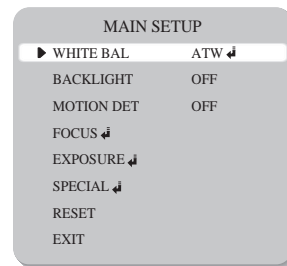 MAIN SETUP
WHITE BAL ATW
BACKLIGHT OFF
MOTION DET OFF
FOCUS
EXPOSURE
SPECIAL
RESET
EXIT